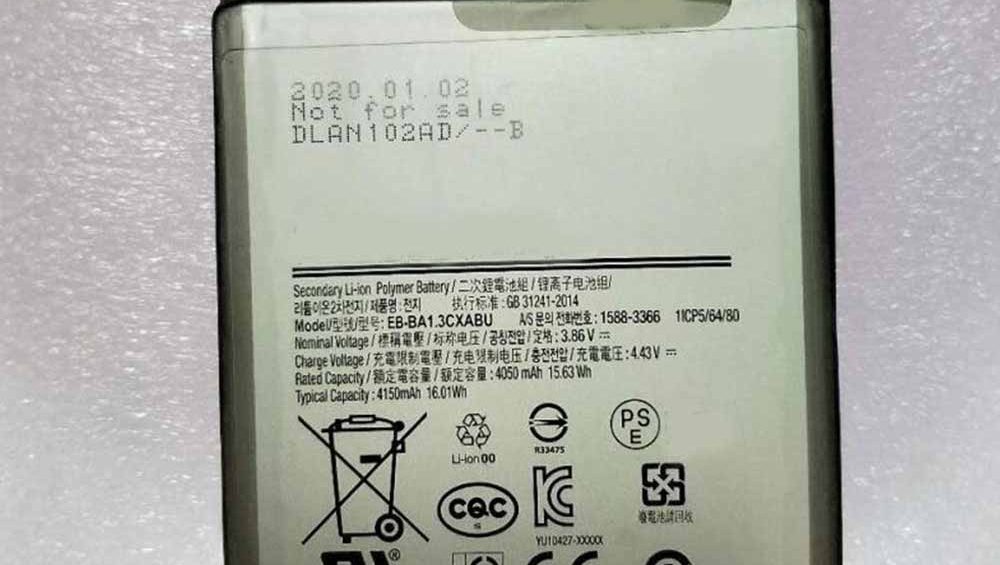 2020.01.02
Not for sale
DLAN102AD/--B
Secondary Li-ion Polymer Battery / 二次鋰電池組 / 锂离子电池组/
리튬이온2차전지 / 제품명 : 전지 执行标准 : GB 31241-2014
Model/型號/型号: EB-BA1.3CXABU A/S 문의 전화번호 : 1588-3366 1ICP5/64/80
Nominal Voltage / 標稱電壓 / 标称电压 / 공칭전압 / 定格 : 3.86 V ⎓
Charge Voltage / 充電限制電壓 / 充电限制电压 / 충전전압 / 充電電圧 : 4.43 V ⎓
Rated Capacity / 額定電容量 / 额定容量 : 4050 mAh 15.63 Wh
Typical Capacity : 4150mAh 16.01Wh
Li-ion 00
R33475
PS
E
CQC
S
YU10427-XXXXX
廢電池請回收